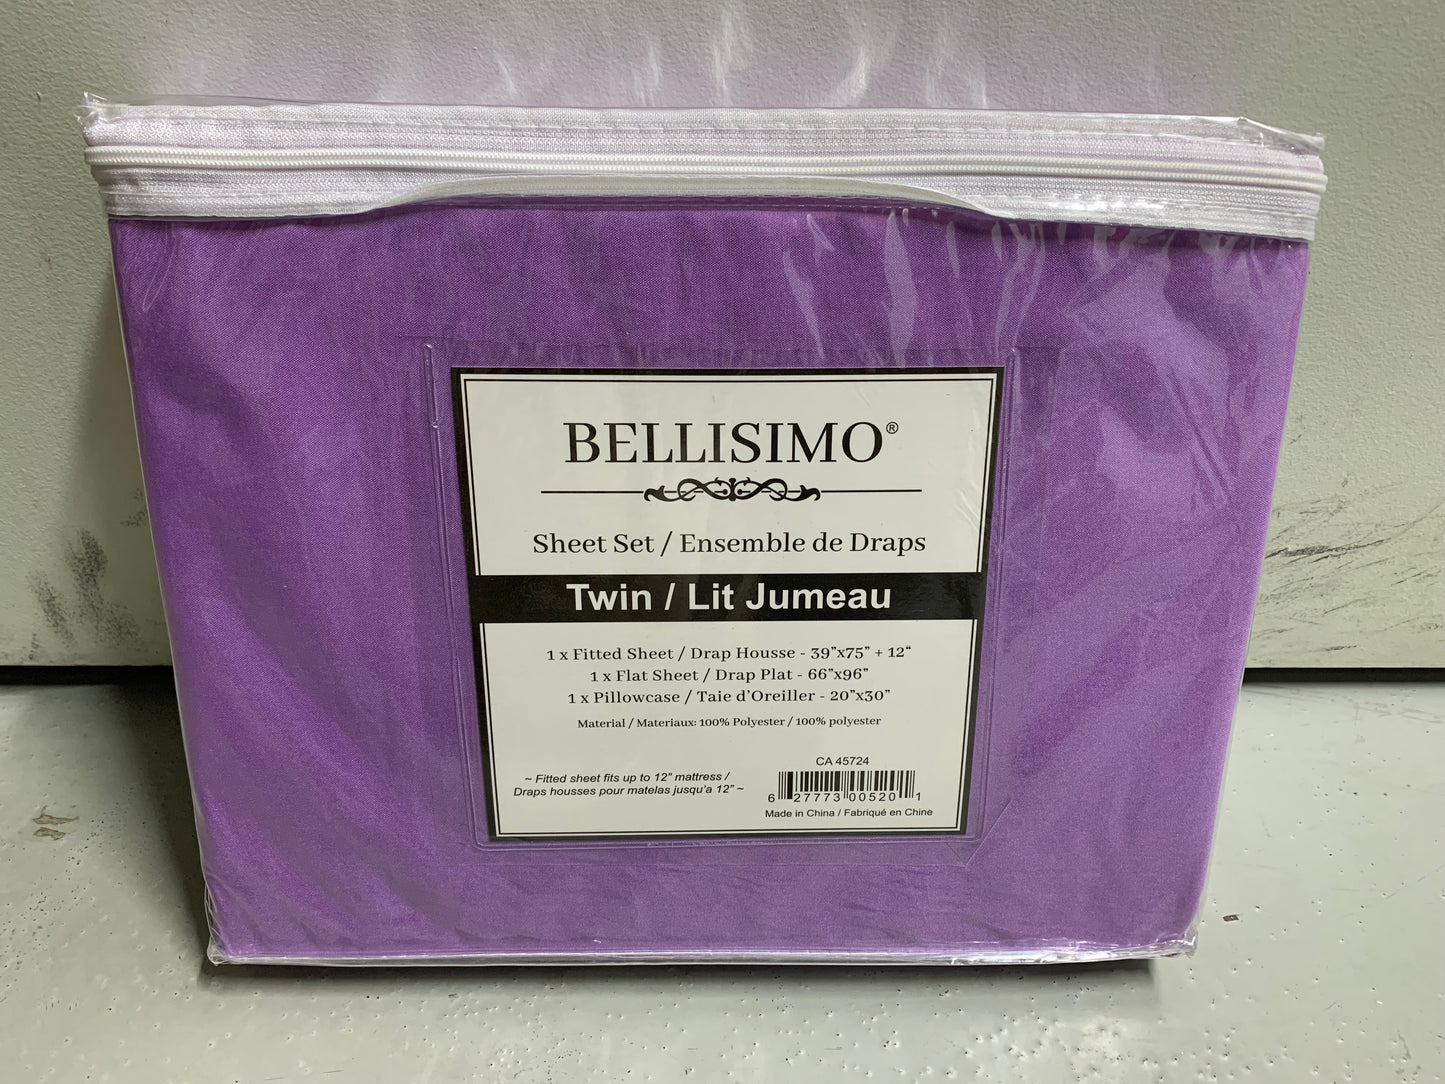 BELLISIMO®
Sheet Set / Ensemble de Draps
Twin / Lit Jumeau
1 x Fitted Sheet / Drap Housse - 39”x75” + 12“
1 x Flat Sheet / Drap Plat - 66”x96”
1 x Pillowcase / Taie d’Oreiller - 20”x30”
Material / Materiaux: 100% Polyester / 100% polyester
~ Fitted sheet fits up to 12” mattress /
Draps housses pour matelas jusqu’a 12” ~
CA 45724
6 27773 00520 1
Made in China / Fabriqué en Chine